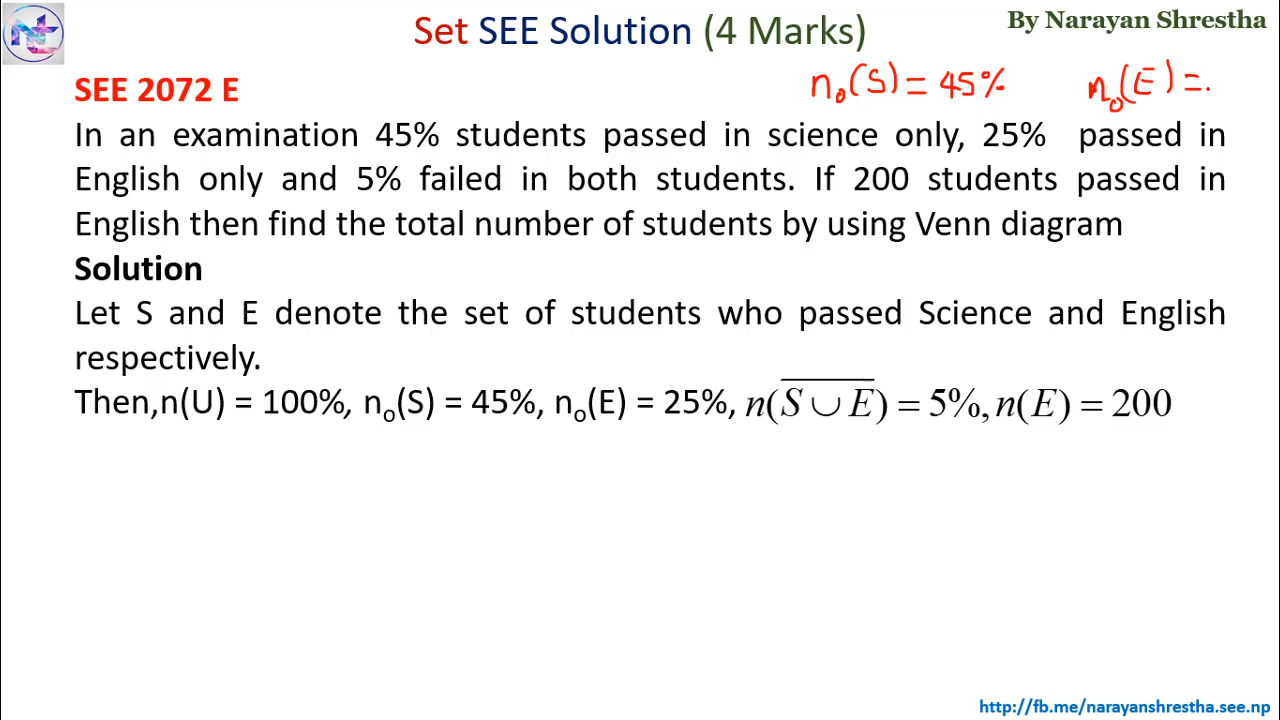 Set SEE Solution (4 Marks)
By Narayan Shrestha
SEE 2072 E
n₀(S) = 45%
n₀(E) =
In an examination 45% students passed in science only, 25% passed in
English only and 5% failed in both students. If 200 students passed in
English then find the total number of students by using Venn diagram
Solution
Let S and E denote the set of students who passed Science and English
respectively.
Then,n(U) = 100%, nₒ(S) = 45%, nₒ(E) = 25%, n(S̅ ̅∪̅ ̅E̅) = 5%, n(E) = 200
http://fb.me/narayanshrestha.see.np